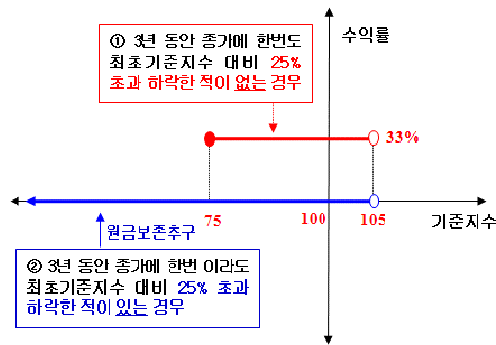 ① 3년 동안 종가에 한번도
최초기준지수 대비 25%
초과 하락한 적이 없는 경우
수익률
33%
75
100
105
기준지수
원금보존추구
② 3년 동안 종가에 한번 이라도
최초기준지수 대비 25% 초과
하락한 적이 있는 경우